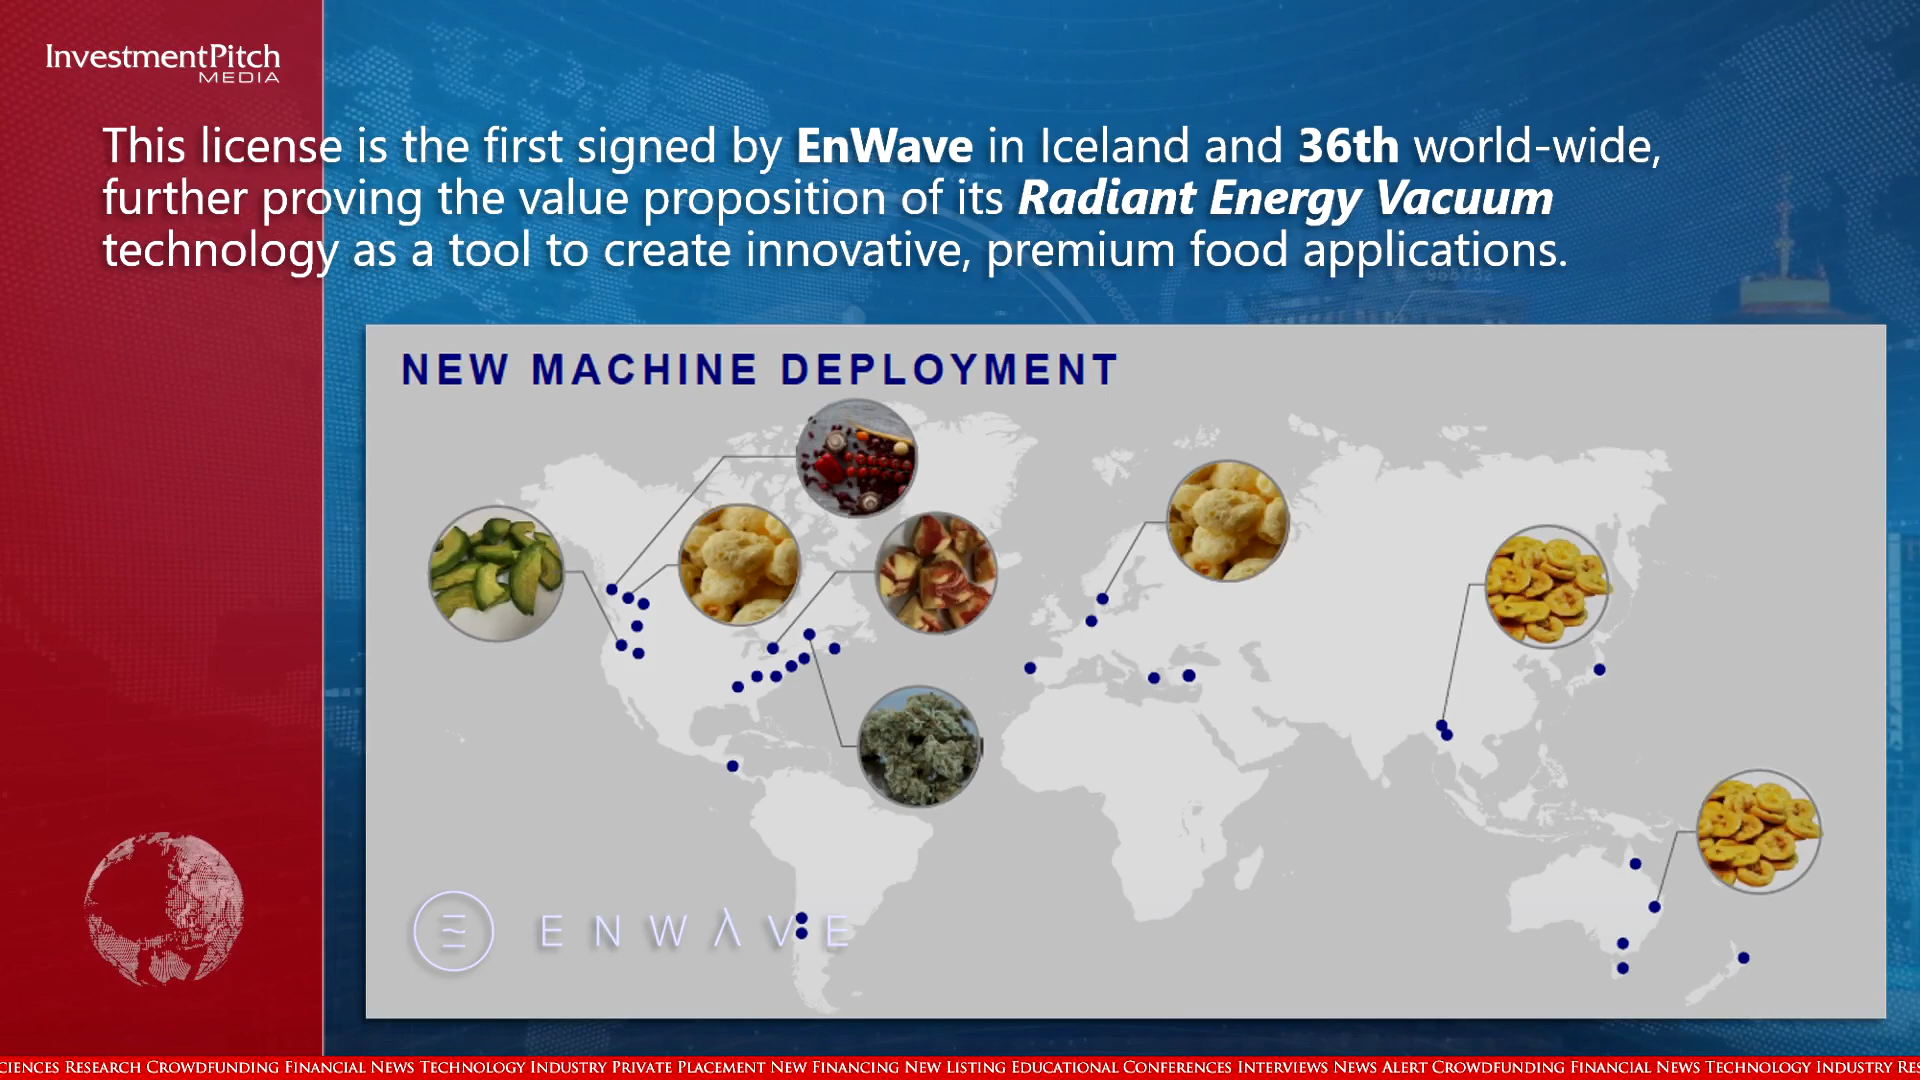 InvestmentPitch
MEDIA
This license is the first signed by EnWave in Iceland and 36th world-wide,
further proving the value proposition of its Radiant Energy Vacuum
technology as a tool to create innovative, premium food applications.
NEW MACHINE DEPLOYMENT
ENWAVE
SCIENCES RESEARCH CROWDFUNDING FINANCIAL NEWS TECHNOLOGY INDUSTRY PRIVATE PLACEMENT NEW FINANCING NEW LISTING EDUCATIONAL CONFERENCES INTERVIEWS NEWS ALERT CROWDFUNDING FINANCIAL NEWS TECHNOLOGY INDUSTRY RES